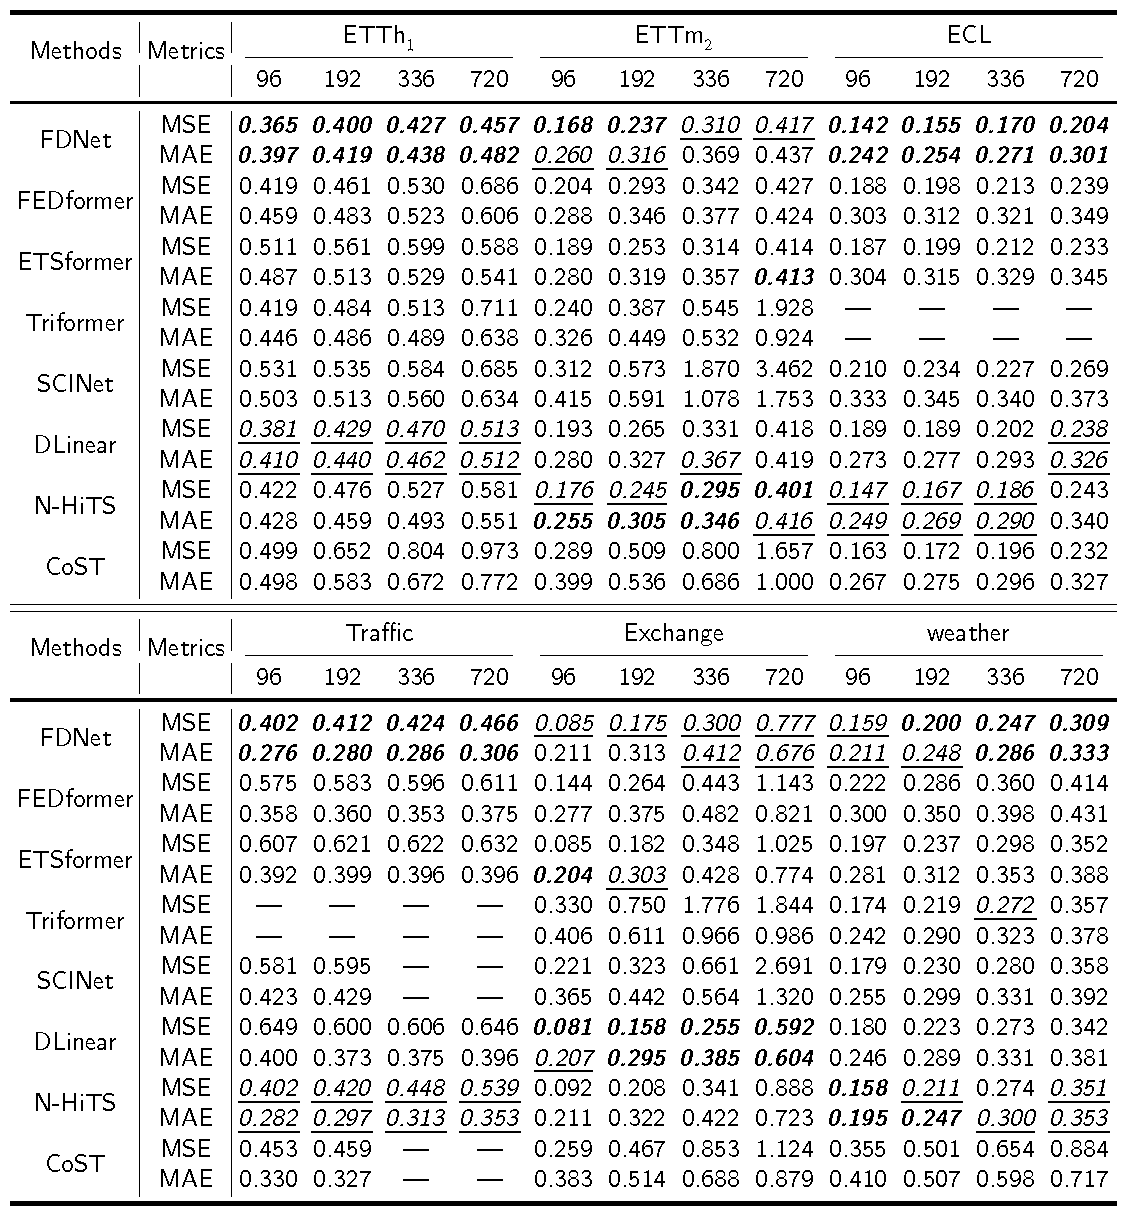 Methods Metrics ETTh1 ETTm2 ECL
96 192 336 720 96 192 336 720 96 192 336 720
FDNet MSE 0.365 0.400 0.427 0.457 0.168 0.237 0.310 0.417 0.142 0.155 0.170 0.204
MAE 0.397 0.419 0.438 0.482 0.260 0.316 0.369 0.437 0.242 0.254 0.271 0.301
FEDformer MSE 0.419 0.461 0.530 0.686 0.204 0.293 0.342 0.427 0.188 0.198 0.213 0.239
MAE 0.459 0.483 0.523 0.606 0.288 0.346 0.377 0.424 0.303 0.312 0.321 0.349
ETSformer MSE 0.511 0.561 0.599 0.588 0.189 0.253 0.314 0.414 0.187 0.199 0.212 0.233
MAE 0.487 0.513 0.529 0.541 0.280 0.319 0.357 0.413 0.304 0.315 0.329 0.345
Triformer MSE 0.419 0.484 0.513 0.711 0.240 0.387 0.545 1.928 — — — —
MAE 0.446 0.486 0.489 0.638 0.326 0.449 0.532 0.924 — — — —
SCINet MSE 0.531 0.535 0.584 0.685 0.312 0.573 1.870 3.462 0.210 0.234 0.227 0.269
MAE 0.503 0.513 0.560 0.634 0.415 0.591 1.078 1.753 0.333 0.345 0.340 0.373
DLinear MSE 0.381 0.429 0.470 0.513 0.193 0.265 0.331 0.418 0.189 0.189 0.202 0.238
MAE 0.410 0.440 0.462 0.512 0.280 0.327 0.367 0.419 0.273 0.277 0.293 0.326
N-HiTS MSE 0.422 0.476 0.527 0.581 0.176 0.245 0.295 0.401 0.147 0.167 0.186 0.243
MAE 0.428 0.459 0.493 0.551 0.255 0.305 0.346 0.416 0.249 0.269 0.290 0.340
CoST MSE 0.499 0.652 0.804 0.973 0.289 0.509 0.800 1.657 0.163 0.172 0.196 0.232
MAE 0.498 0.583 0.672 0.772 0.399 0.536 0.686 1.000 0.267 0.275 0.296 0.327
Methods Metrics Traffic Exchange weather
96 192 336 720 96 192 336 720 96 192 336 720
FDNet MSE 0.402 0.412 0.424 0.466 0.085 0.175 0.300 0.777 0.159 0.200 0.247 0.309
MAE 0.276 0.280 0.286 0.306 0.211 0.313 0.412 0.676 0.211 0.248 0.286 0.333
FEDformer MSE 0.575 0.583 0.596 0.611 0.144 0.264 0.443 1.143 0.222 0.286 0.360 0.414
MAE 0.358 0.360 0.353 0.375 0.277 0.375 0.482 0.821 0.300 0.350 0.398 0.431
ETSformer MSE 0.607 0.621 0.622 0.632 0.085 0.182 0.348 1.025 0.197 0.237 0.298 0.352
MAE 0.392 0.399 0.396 0.396 0.204 0.303 0.428 0.774 0.281 0.312 0.353 0.388
Triformer MSE — — — — 0.330 0.750 1.776 1.844 0.174 0.219 0.272 0.357
MAE — — — — 0.406 0.611 0.966 0.986 0.242 0.290 0.323 0.378
SCINet MSE 0.581 0.595 — — 0.221 0.323 0.661 2.691 0.179 0.230 0.280 0.358
MAE 0.423 0.429 — — 0.365 0.442 0.564 1.320 0.255 0.299 0.331 0.392
DLinear MSE 0.649 0.600 0.606 0.646 0.081 0.158 0.255 0.592 0.180 0.223 0.273 0.342
MAE 0.400 0.373 0.375 0.396 0.207 0.295 0.385 0.604 0.246 0.289 0.331 0.381
N-HiTS MSE 0.402 0.420 0.448 0.539 0.092 0.208 0.341 0.888 0.158 0.211 0.274 0.351
MAE 0.282 0.297 0.313 0.353 0.211 0.322 0.422 0.723 0.195 0.247 0.300 0.353
CoST MSE 0.453 0.459 — — 0.259 0.467 0.853 1.124 0.355 0.501 0.654 0.884
MAE 0.330 0.327 — — 0.383 0.514 0.688 0.879 0.410 0.507 0.598 0.717